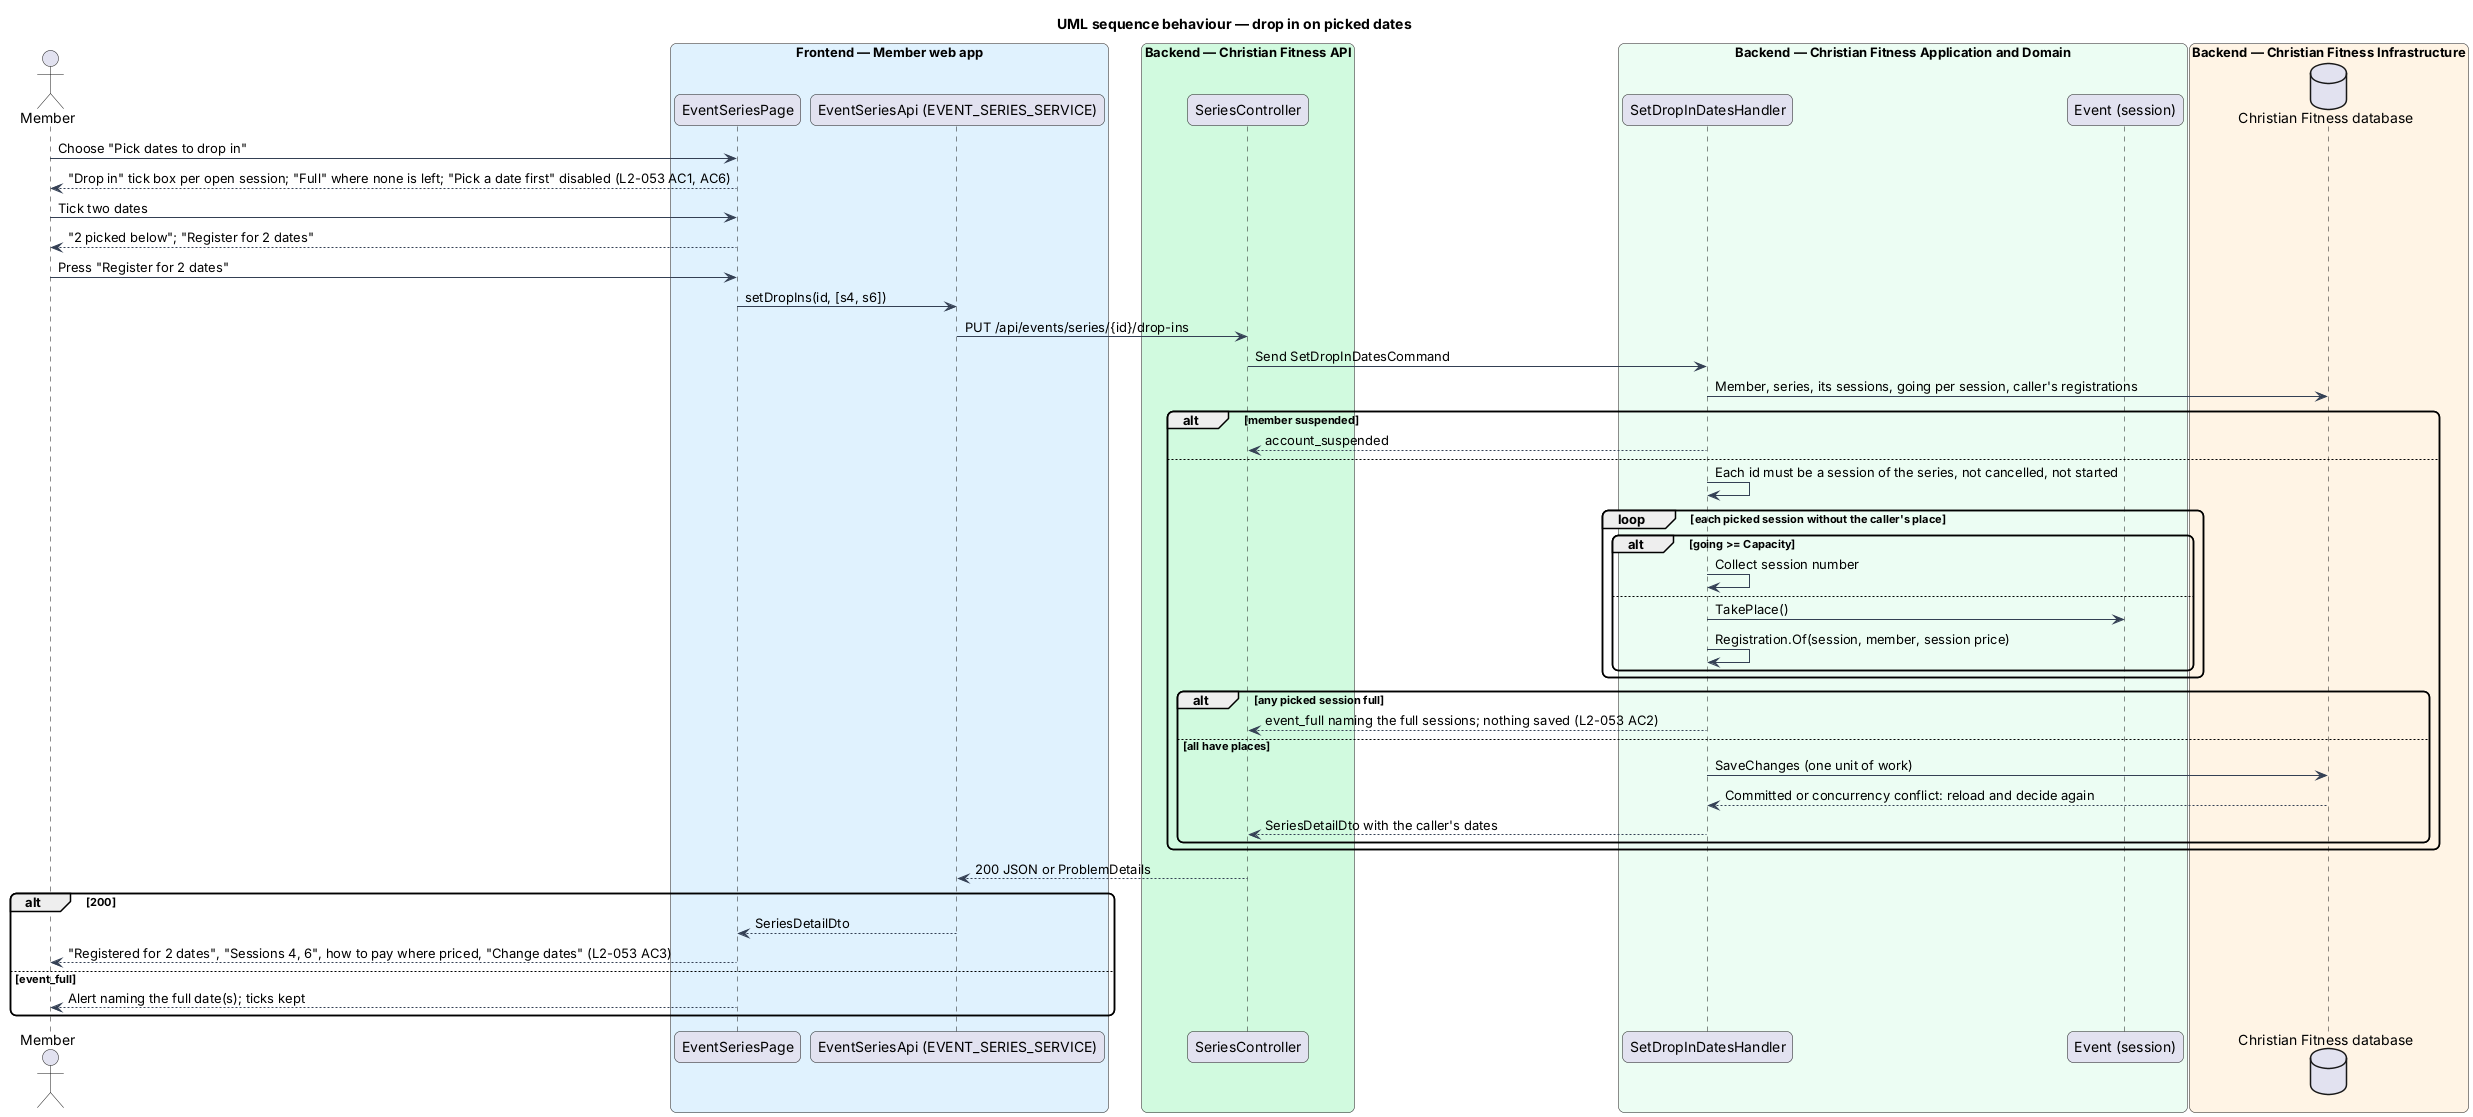 UML sequence behaviour — drop in on picked dates
Frontend — Member web app
Backend — Christian Fitness API
Backend — Christian Fitness Application and Domain
Backend — Christian Fitness Infrastructure
Member
EventSeriesPage
EventSeriesApi (EVENT_SERIES_SERVICE)
SeriesController
SetDropInDatesHandler
Event (session)
Christian Fitness database
Choose "Pick dates to drop in"
"Drop in" tick box per open session; "Full" where none is left; "Pick a date first" disabled (L2-053 AC1, AC6)
Tick two dates
"2 picked below"; "Register for 2 dates"
Press "Register for 2 dates"
setDropIns(id, [s4, s6])
PUT /api/events/series/{id}/drop-ins
Send SetDropInDatesCommand
Member, series, its sessions, going per session, caller's registrations
alt [member suspended]
account_suspended
Each id must be a session of the series, not cancelled, not started
loop [each picked session without the caller's place]
alt [going >= Capacity]
Collect session number
TakePlace()
Registration.Of(session, member, session price)
alt [any picked session full]
event_full naming the full sessions; nothing saved (L2-053 AC2)
[all have places]
SaveChanges (one unit of work)
Committed or concurrency conflict: reload and decide again
SeriesDetailDto with the caller's dates
200 JSON or ProblemDetails
alt [200]
SeriesDetailDto
"Registered for 2 dates", "Sessions 4, 6", how to pay where priced, "Change dates" (L2-053 AC3)
[event_full]
Alert naming the full date(s); ticks kept
Member
EventSeriesPage
EventSeriesApi (EVENT_SERIES_SERVICE)
SeriesController
SetDropInDatesHandler
Event (session)
Christian Fitness database